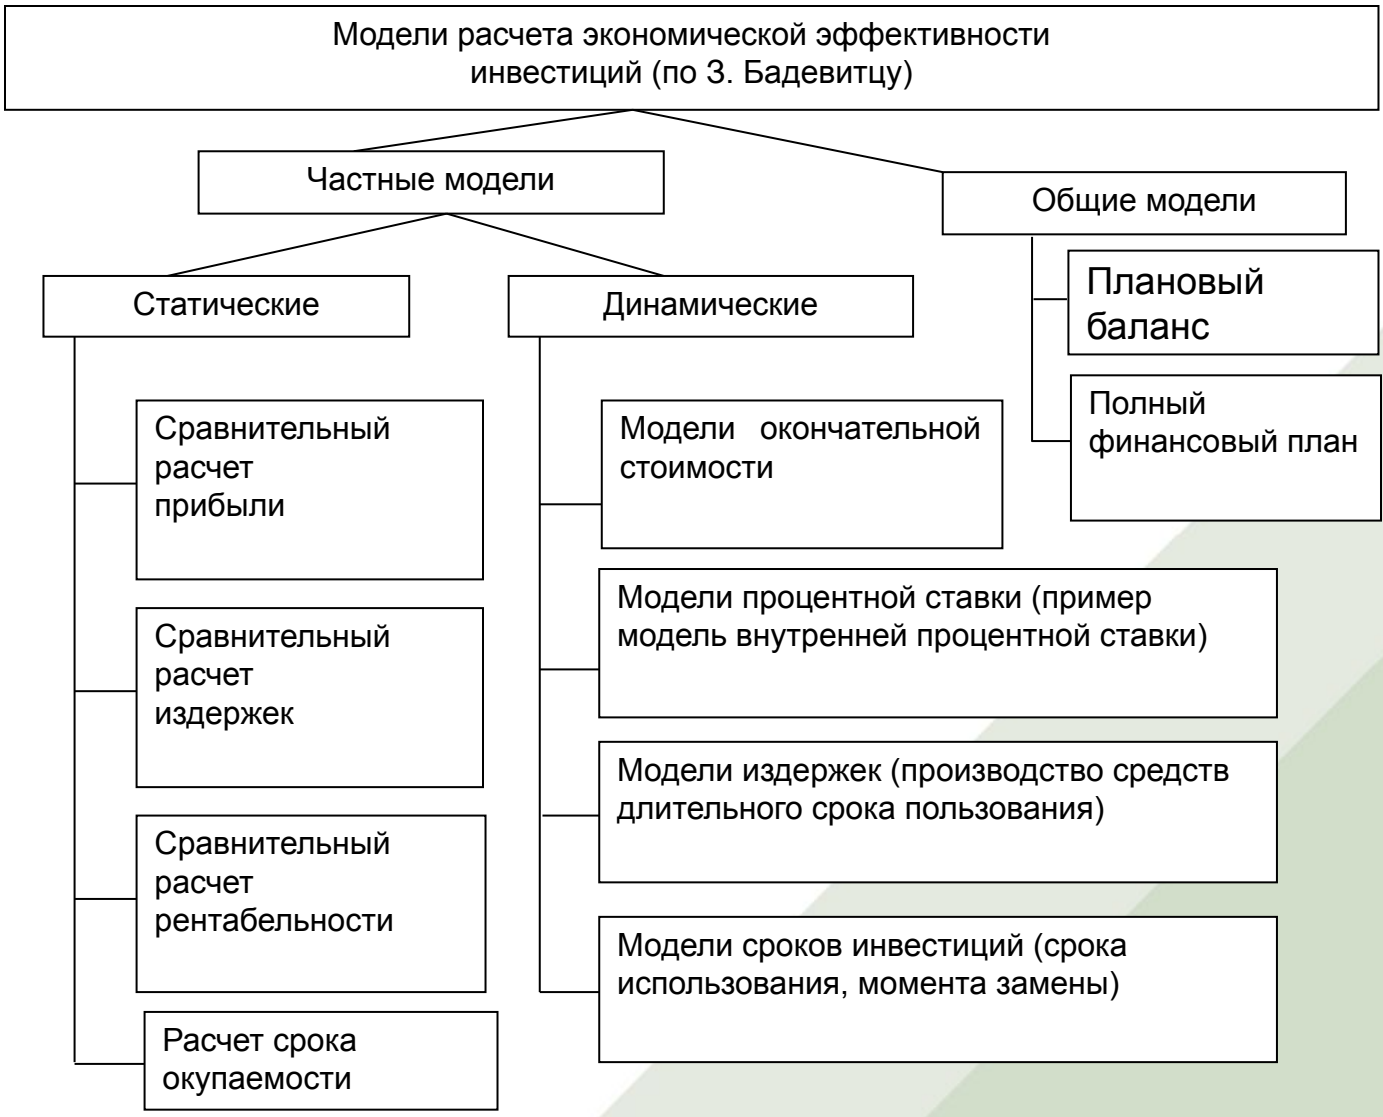 Модели расчета экономической эффективности
инвестиций (по З. Бадевитцу)
Частные модели
Общие модели
Статические
Динамические
Плановый
баланс
Полный
финансовый план
Сравнительный
расчет
прибыли
Сравнительный
расчет
издержек
Сравнительный
расчет
рентабельности
Расчет срока
окупаемости
Модели окончательной
стоимости
Модели процентной ставки (пример
модель внутренней процентной ставки)
Модели издержек (производство средств
длительного срока пользования)
Модели сроков инвестиций (срока
использования, момента замены)